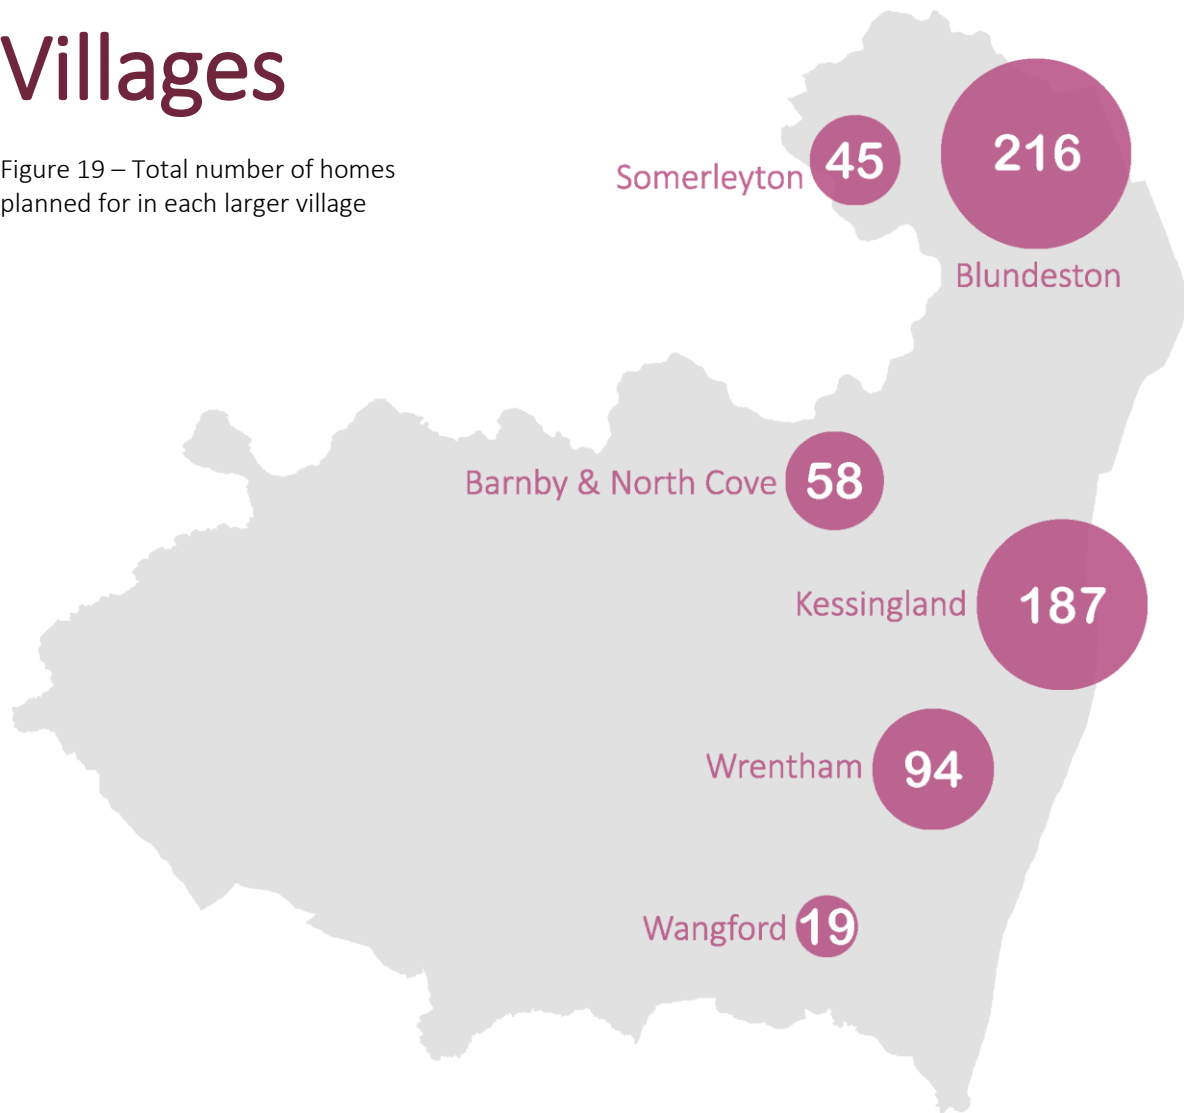 Villages
Figure 19 – Total number of homes
planned for in each larger village
Somerleyton
45
216
Blundeston
Barnby & North Cove
58
Kessingland
187
Wrentham
94
Wangford
19